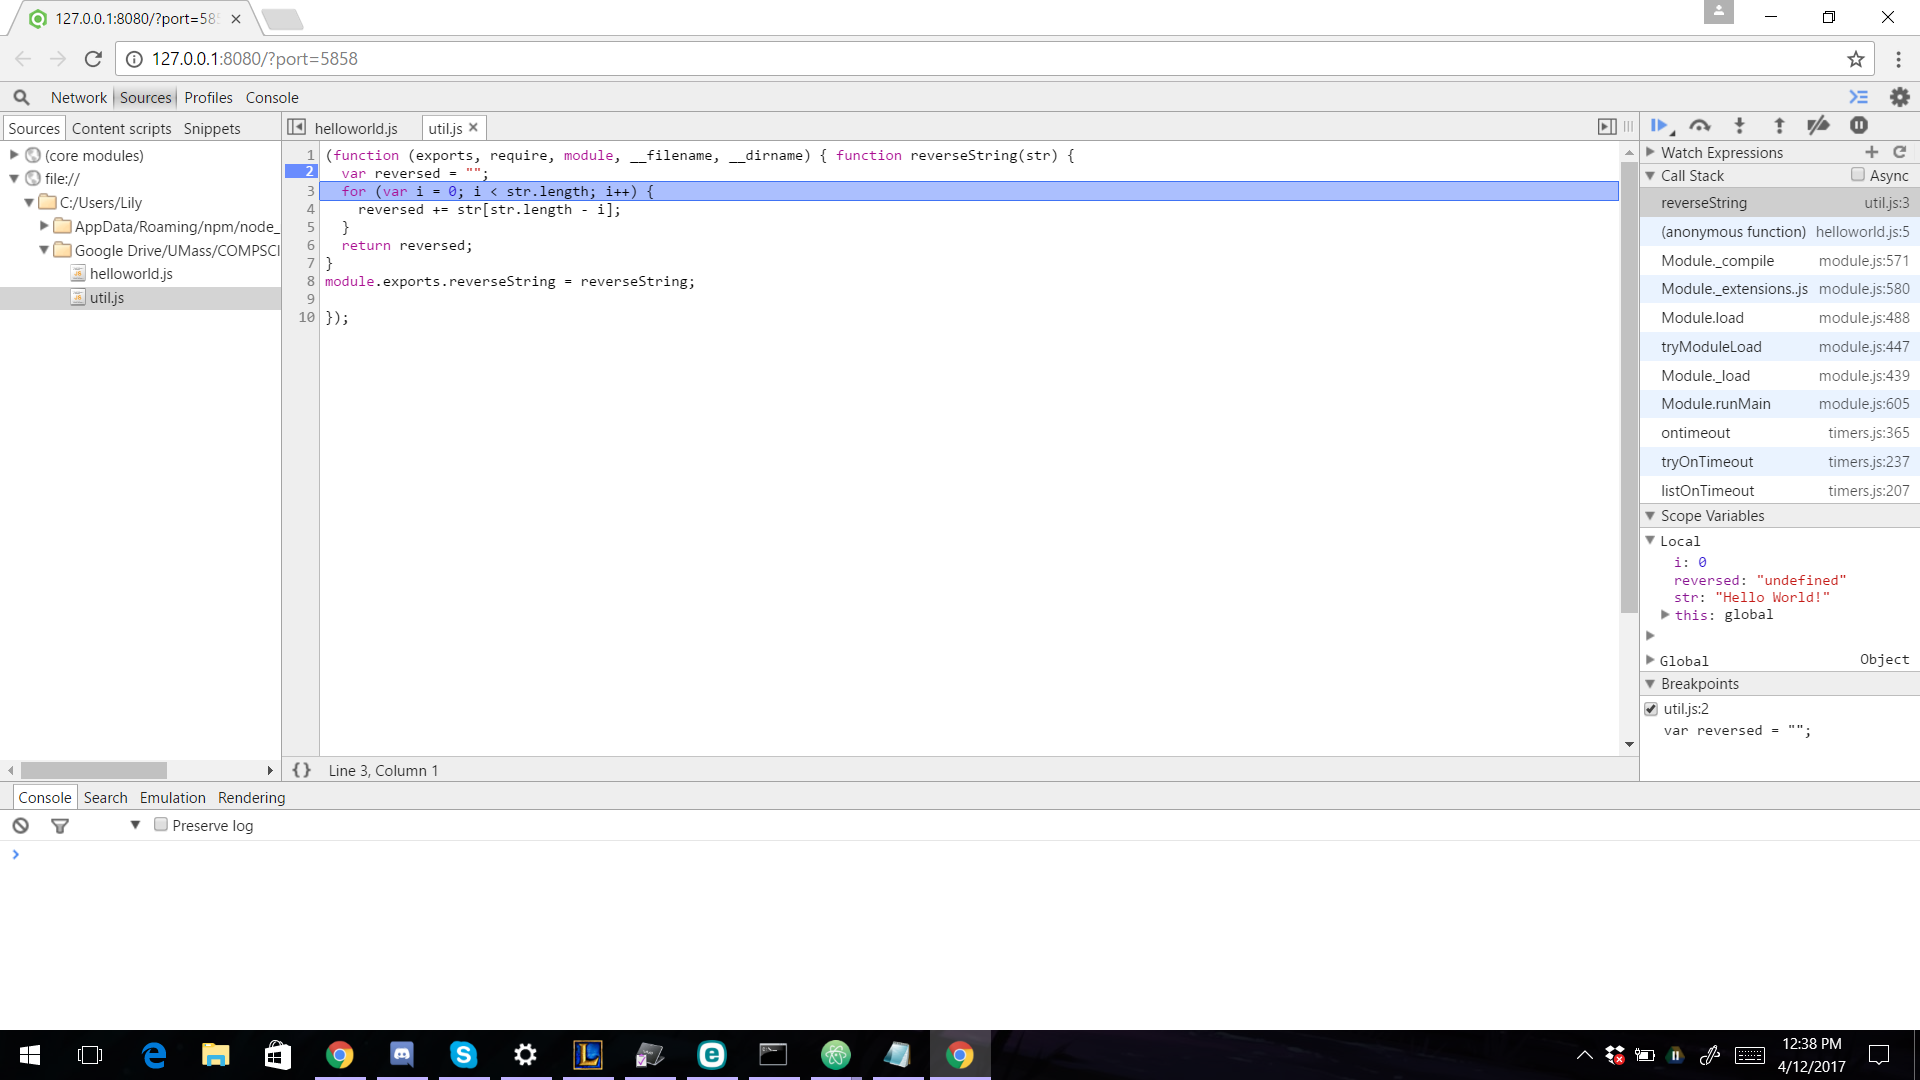 127.0.0.1:8080/?port=585
127.0.0.1:8080/?port=5858
Network Sources Profiles Console
Sources Content scripts Snippets
(core modules)
file://
C:/Users/Lily
AppData/Roaming/npm/node_
Google Drive/UMass/COMPSCI
helloworld.js
util.js
helloworld.js util.js
1 (function (exports, require, module, __filename, __dirname) { function reverseString(str) {
2 var reversed = "";
3 for (var i = 0; i < str.length; i++) {
4 reversed += str[str.length - i];
5 }
6 return reversed;
7 }
8 module.exports.reverseString = reverseString;
9
10 });
{} Line 3, Column 1
Watch Expressions
Call Stack Async
reverseString util.js:3
(anonymous function) helloworld.js:5
Module._compile module.js:571
Module._extensions..js module.js:580
Module.load module.js:488
tryModuleLoad module.js:447
Module._load module.js:439
Module.runMain module.js:605
ontimeout timers.js:365
tryOnTimeout timers.js:237
listOnTimeout timers.js:207
Scope Variables
Local
i: 0
reversed: "undefined"
str: "Hello World!"
this: global
Global Object
Breakpoints
util.js:2
var reversed = "";
Console Search Emulation Rendering
Preserve log
12:38 PM
4/12/2017